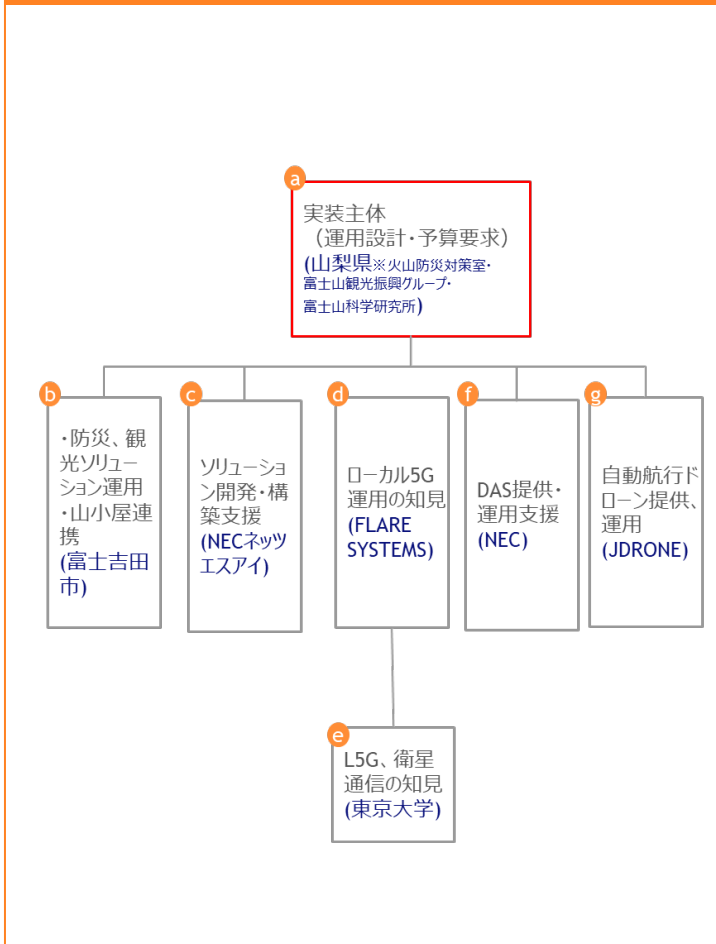 a
実装主体
（運用設計・予算要求）
(山梨県※火山防災対策室・
富士山観光振興グループ・
富士山科学研究所)
b
・防災、観
光ソリュー
ション運用
・山小屋連
携
(富士吉田
市)
c
ソリューショ
ン開発・構
築支援
(NECネッツ
エスアイ)
d
ローカル5G
運用の知見
(FLARE
SYSTEMS)
f
DAS提供・
運用支援
(NEC)
g
自動航行ド
ローン提供、
運用
(JDRONE)
e
L5G、衛星
通信の知見
(東京大学)